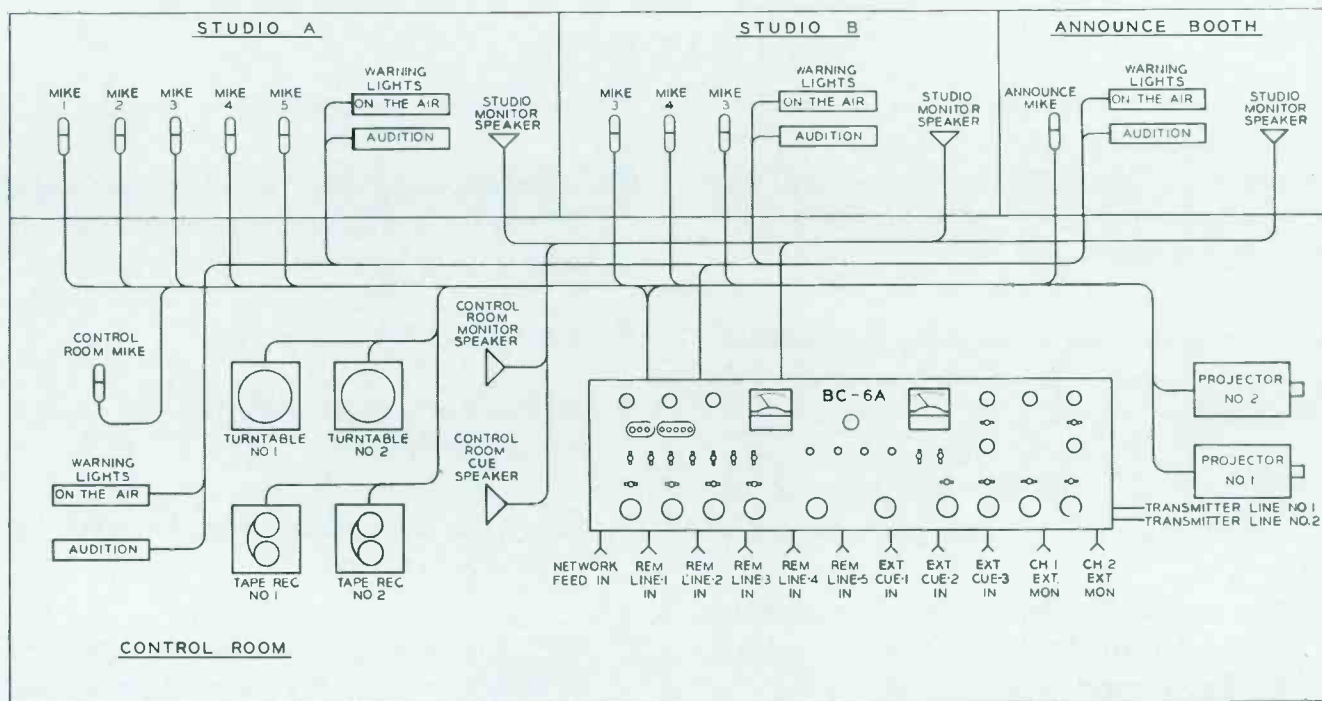 STUDIO A
STUDIO B
ANNOUNCE BOOTH
MIKE
1
MIKE
2
MIKE
3
MIKE
4
MIKE
5
WARNING
LIGHTS
ON THE AIR
AUDITION
STUDIO
MONITOR
SPEAKER
MIKE
3
MIKE
4
MIKE
3
WARNING
LIGHTS
ON THE AIR
AUDITION
STUDIO
MONITOR
SPEAKER
ANNOUNCE
MIKE
WARNING
LIGHTS
ON THE AIR
AUDITION
STUDIO
MONITOR
SPEAKER
CONTROL
ROOM MIKE
TURNTABLE
NO 1
TURNTABLE
NO 2
CONTROL
ROOM
MONITOR
SPEAKER
BC-6A
PROJECTOR
NO. 2
PROJECTOR
NO. 1
WARNING
LIGHTS
ON THE AIR
AUDITION
TAPE REC
NO 1
TAPE REC
NO 2
CONTROL
ROOM
CUE
SPEAKER
TRANSMITTER LINE NO. 1
TRANSMITTER LINE NO. 2
NETWORK
FEED IN
REM
LINE-1
IN
REM
LINE-2
IN
REM
LINE-3
IN
REM
LINE-4
IN
REM
LINE-5
IN
EXT
CUE-1
IN
EXT
CUE-2
IN
EXT
CUE-3
IN
CH 1
EXT.
MON
CH 2
EXT
MON
CONTROL ROOM